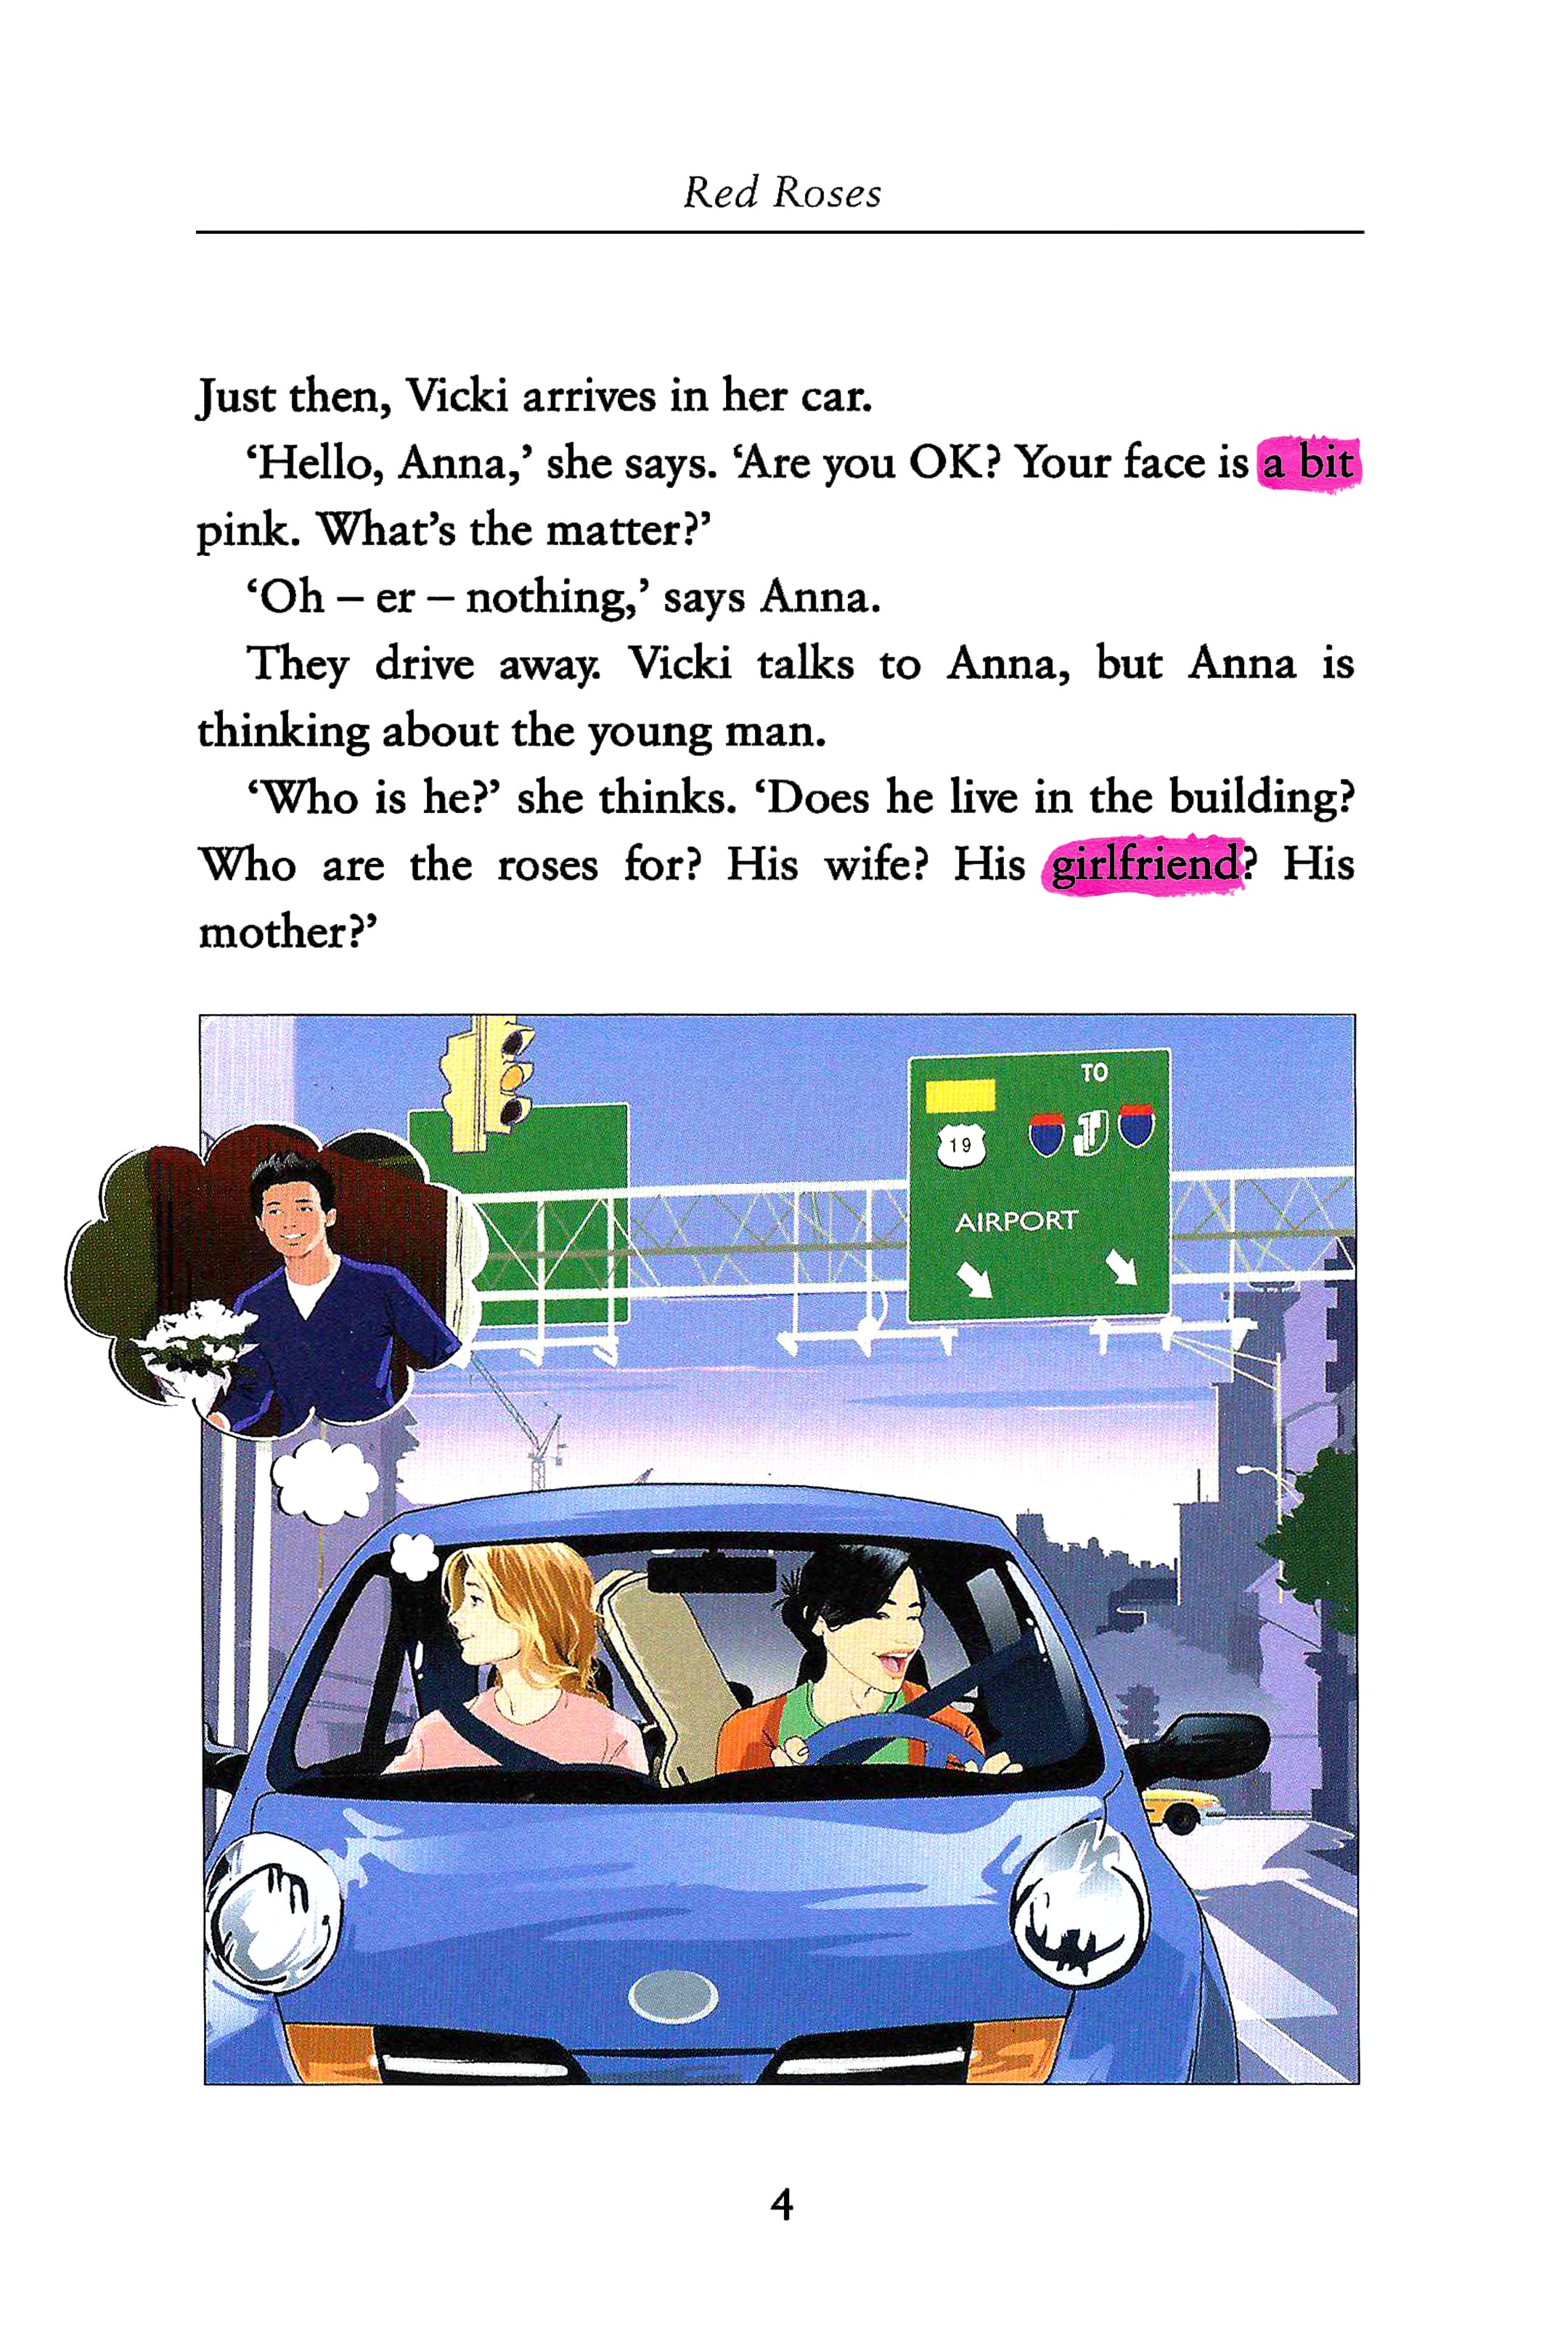 Red Roses
Just then, Vicki arrives in her car.
‘Hello, Anna,’ she says. ‘Are you OK? Your face is a bit
pink. What’s the matter?’
‘Oh – er – nothing,’ says Anna.
They drive away. Vicki talks to Anna, but Anna is
thinking about the young man.
‘Who is he?’ she thinks. ‘Does he live in the building?
Who are the roses for? His wife? His girlfriend? His
mother?’
TO
19
AIRPORT
4